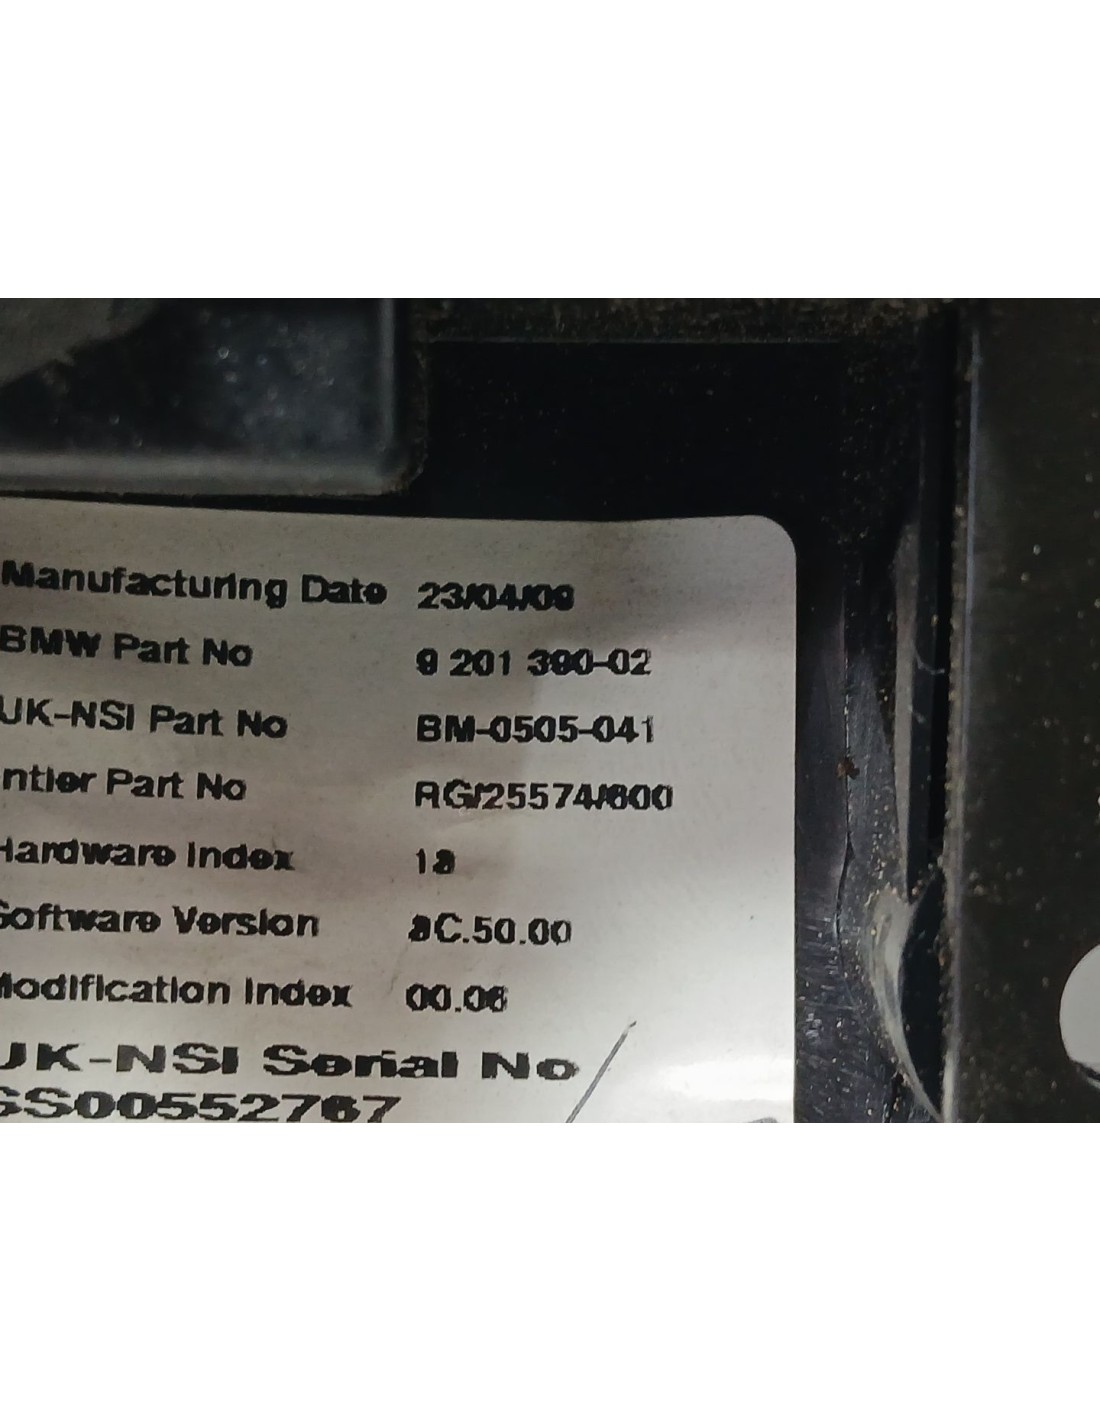 Manufacturing Date 23/04/09
BMW Part No 9 201 390-02
UK-NSI Part No BM-0505-041
ntier Part No RG/25574/600
Hardware Index
Software Version C.50.00
Modification Index 00.06
UK-NSI Serial No
SS00552767